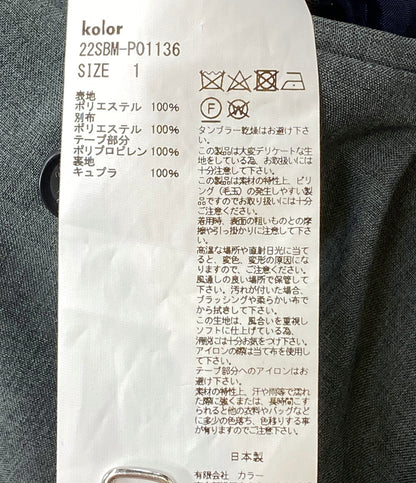 kolor
22SBM-P01136
SIZE 1
表地
ポリエステル 100%
別布
ポリエステル 100%
テープ部分
ポリプロピレン 100%
裏地
キュプラ 100%
F
W
タンブラー乾燥はお避け下さい。
この製品は大変デリケートな生地をしている為、お取扱いには十分注意して下さい。
この製品は素材の特性上、ピリング(毛玉)の発生しやすい製品ですのでお取り扱いには十分ご注意ください。
着用時、表面の粗いものとの摩擦や引っ掛かりに注意して下さい。
高温な場所や直射日光に当てると、変色、変形の原因になりますので、ご注意下さい。
風通しの良い場所で保管して下さい。汚れが付いた場合、ブラッシングや柔らかい布で拭き取して下さい。
この生地は、風合いを重視しソフトに仕上げている為、
には十分お気をつけ下さい。
アイロンの際は当て布を使用して下さい。
テープ部分へのアイロンはお避け下さい。
素材の特性上、汗や雨等で濡れた際に強くまたは、長時間こすられると他の衣料やバッグなどに多少の色落ち、色移りする事が有りますのでご注意下さい。
日本製
有限会社 カラー